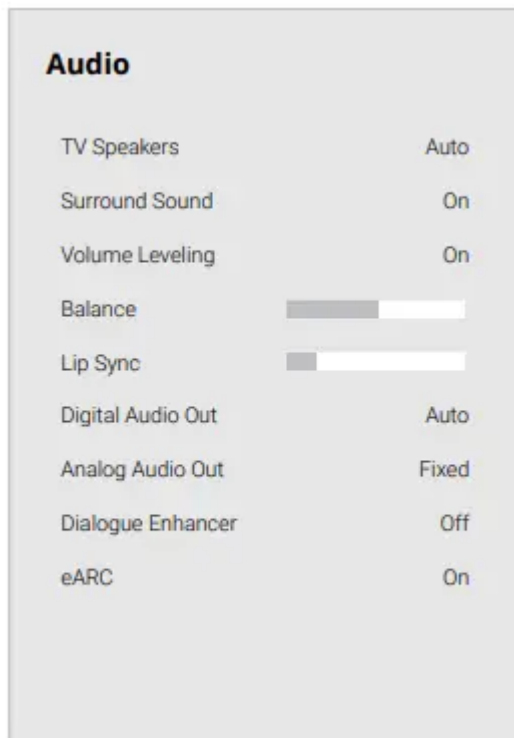 Audio
TV Speakers Auto
Surround Sound On
Volume Leveling On
Balance
Lip Sync
Digital Audio Out Auto
Analog Audio Out Fixed
Dialogue Enhancer Off
eARC On